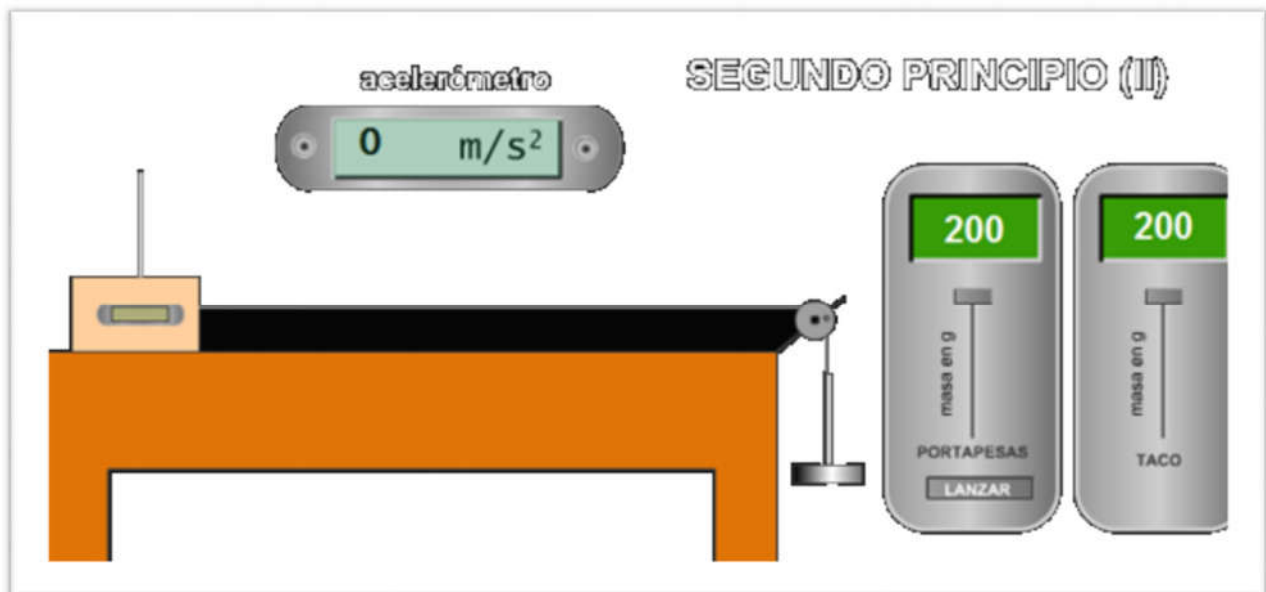 acelerómetro
SEGUNDO PRINCIPIO (II)
0 m/s²
200
masa en g
PORTAPESAS
LANZAR
200
masa en g
TACO